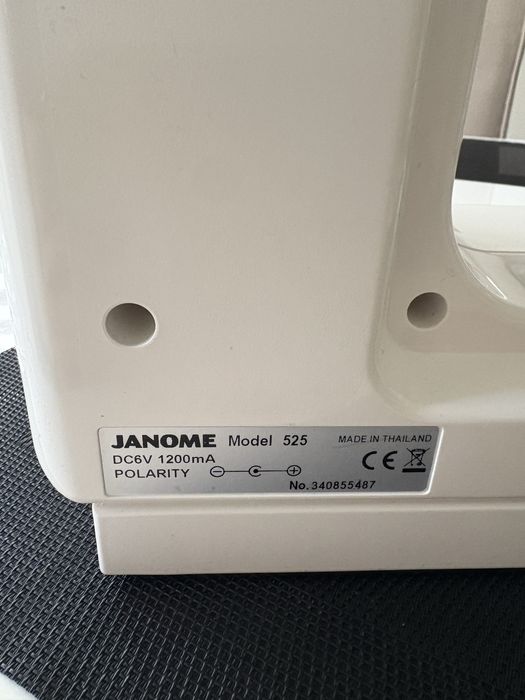 JANOME Model 525 MADE IN THAILAND
DC6V 1200mA
POLARITY
No.340855487